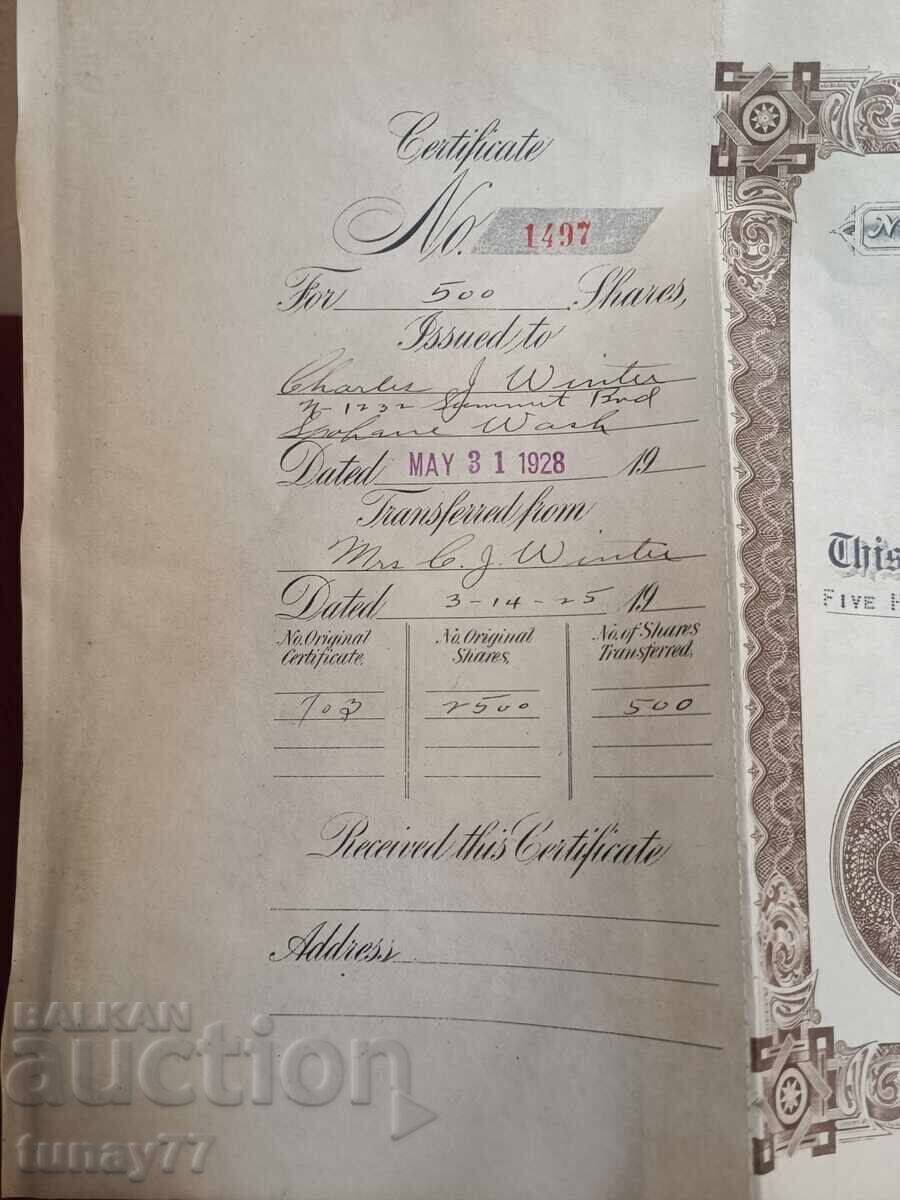 Certificate
No. 1497
For 500 Shares,
Issued to
Charles J Winter
N-1232 Summit Blvd
Spokane Wash
Dated MAY 31 1928 19
Transferred from
Mrs C. J. Winter
Dated 3-14-25 19
No. Original Certificate,
No. Original Shares,
No. of Shares Transferred,
703 2500 500
Received this Certificate
Address
N
This
FIVE H
BALKAN
auction
tunay77